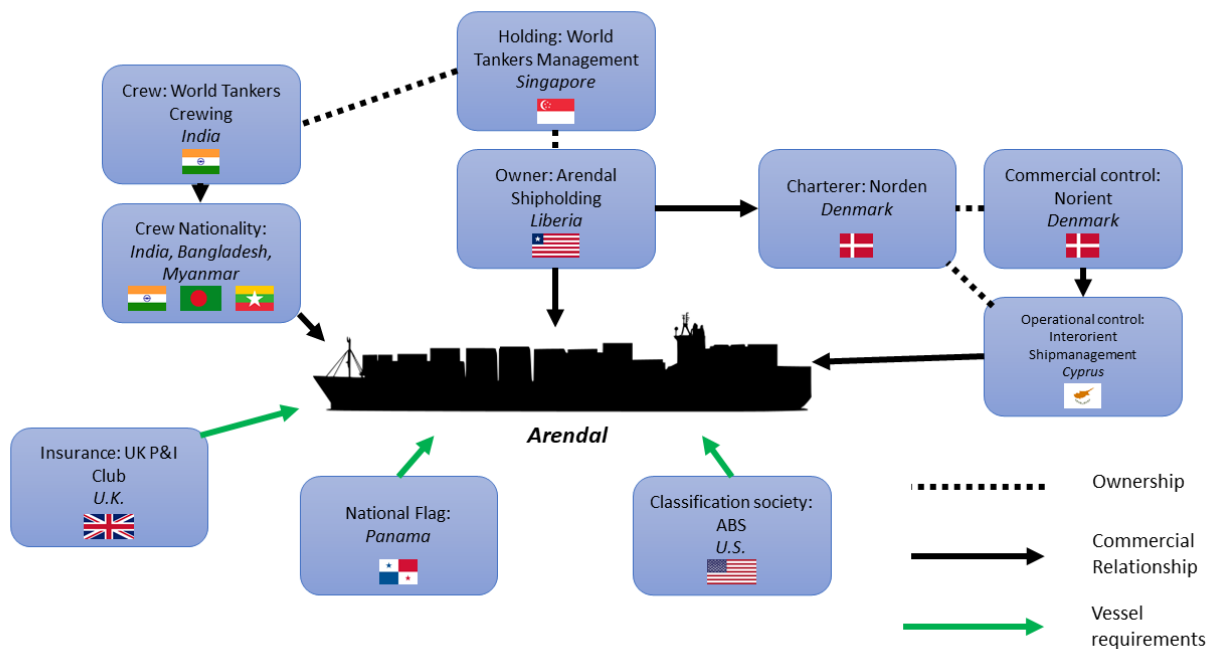 Holding: World
Tankers Management
Singapore
Crew: World Tankers
Crewing
India
Owner: Arendal
Shipholding
Liberia
Charterer: Norden
Denmark
Commercial control:
Norient
Denmark
Crew Nationality:
India, Bangladesh,
Myanmar
Operational control:
Interorient
Shipmanagement
Cyprus
Arendal
Insurance: UK P&I
Club
U.K.
National Flag:
Panama
Classification society:
ABS
U.S.
Ownership
Commercial
Relationship
Vessel
requirements